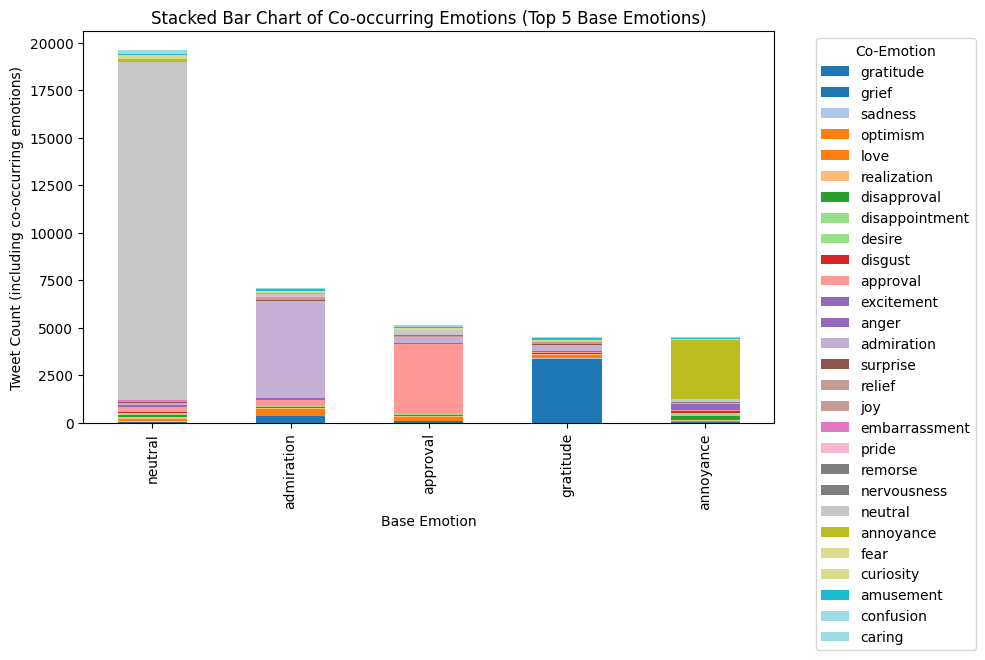 Stacked Bar Chart of Co-occurring Emotions (Top 5 Base Emotions)
Tweet Count (including co-occurring emotions)
20000
17500
15000
12500
10000
7500
5000
2500
0
neutral
admiration
approval
gratitude
annoyance
Base Emotion
Co-Emotion
gratitude
grief
sadness
optimism
love
realization
disapproval
disappointment
desire
disgust
approval
excitement
anger
admiration
surprise
relief
joy
embarrassment
pride
remorse
nervousness
neutral
annoyance
fear
curiosity
amusement
confusion
caring